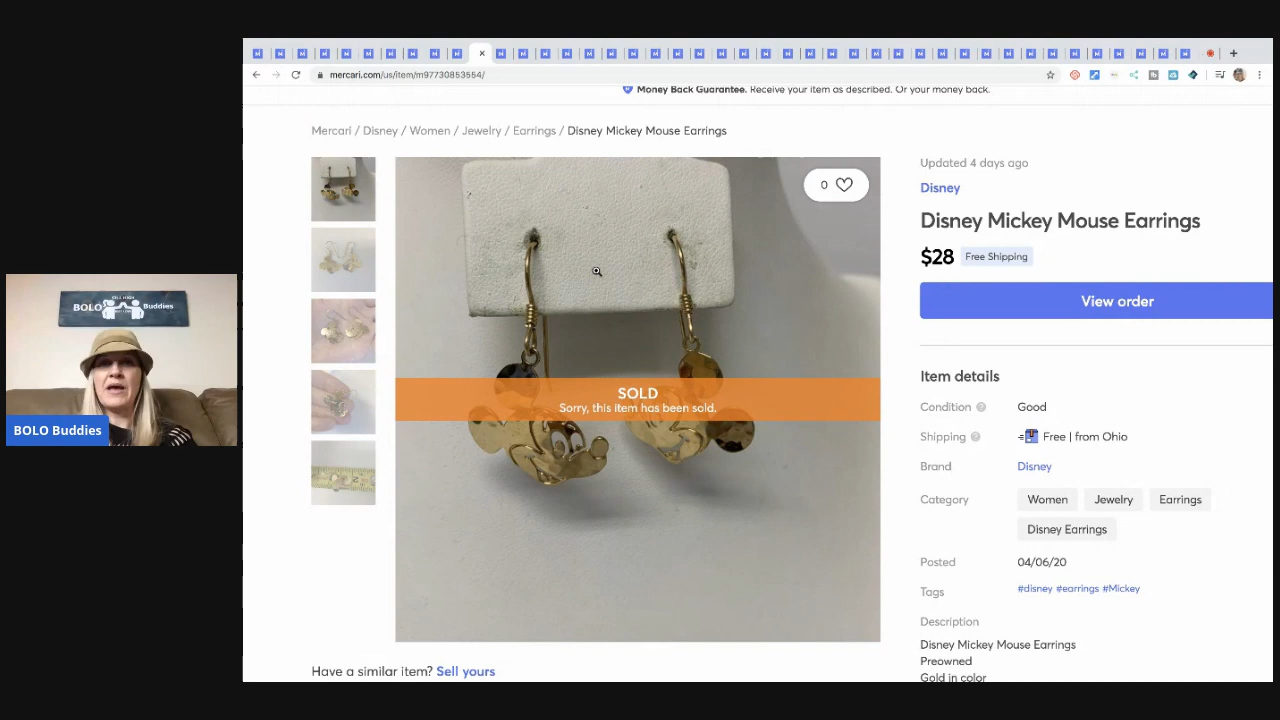 mercari.com/us/item/m97730853554/
Money Back Guarantee. Receive your item as described. Or your money back.
Mercari / Disney / Women / Jewelry / Earrings / Disney Mickey Mouse Earrings
0
SOLD
Sorry, this item has been sold.
Updated 4 days ago
Disney
Disney Mickey Mouse Earrings
$28 Free Shipping
View order
Item details
Condition ? Good
Shipping ? Free | from Ohio
Brand Disney
Category Women Jewelry Earrings
Disney Earrings
Posted 04/06/20
Tags #disney #earrings #Mickey
Description
Disney Mickey Mouse Earrings
Preowned
Gold in color
Have a similar item? Sell yours
BOLO Buddies
BOLO Buddies